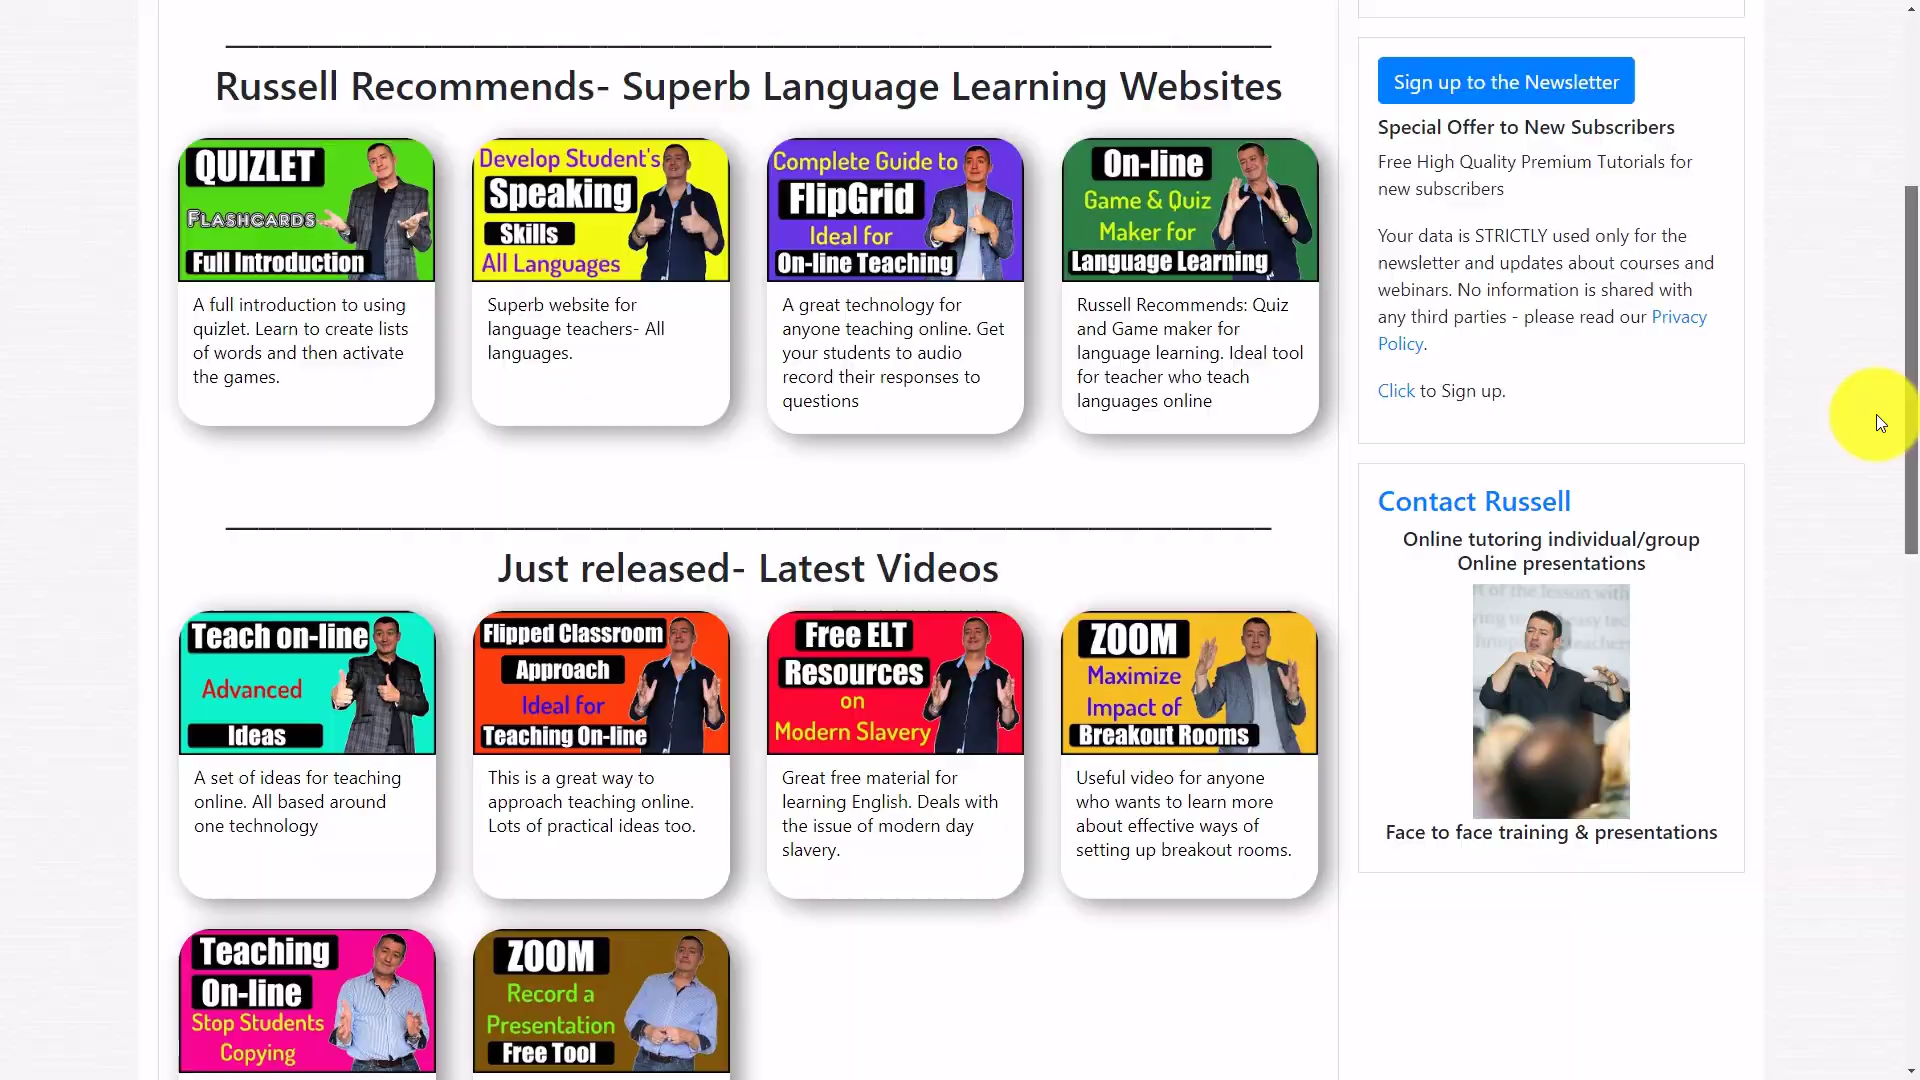 Russell Recommends- Superb Language Learning Websites
QUIZLET
FLASHCARDS
Full Introduction
A full introduction to using
quizlet. Learn to create lists
of words and then activate
the games.
Develop Student's
Speaking
Skills
All Languages
Superb website for
language teachers- All
languages.
Complete Guide to
FlipGrid
Ideal for
On-line Teaching
A great technology for
anyone teaching online. Get
your students to audio
record their responses to
questions
On-line
Game & Quiz
Maker for
Language Learning
Russell Recommends: Quiz
and Game maker for
language learning. Ideal tool
for teacher who teach
languages online
Just released- Latest Videos
Teach on-line
Advanced
Ideas
A set of ideas for teaching
online. All based around
one technology
Flipped Classroom
Approach
Ideal for
Teaching On-line
This is a great way to
approach teaching online.
Lots of practical ideas too.
Free ELT
Resources
on
Modern Slavery
Great free material for
learning English. Deals with
the issue of modern day
slavery.
ZOOM
Maximize
Impact of
Breakout Rooms
Useful video for anyone
who wants to learn more
about effective ways of
setting up breakout rooms.
Teaching
On-line
Stop Students
Copying
ZOOM
Record a
Presentation
Free Tool
Sign up to the Newsletter
Special Offer to New Subscribers
Free High Quality Premium Tutorials for
new subscribers
Your data is STRICTLY used only for the
newsletter and updates about courses and
webinars. No information is shared with
any third parties - please read our Privacy
Policy.
Click to Sign up.
Contact Russell
Online tutoring individual/group
Online presentations
Face to face training & presentations